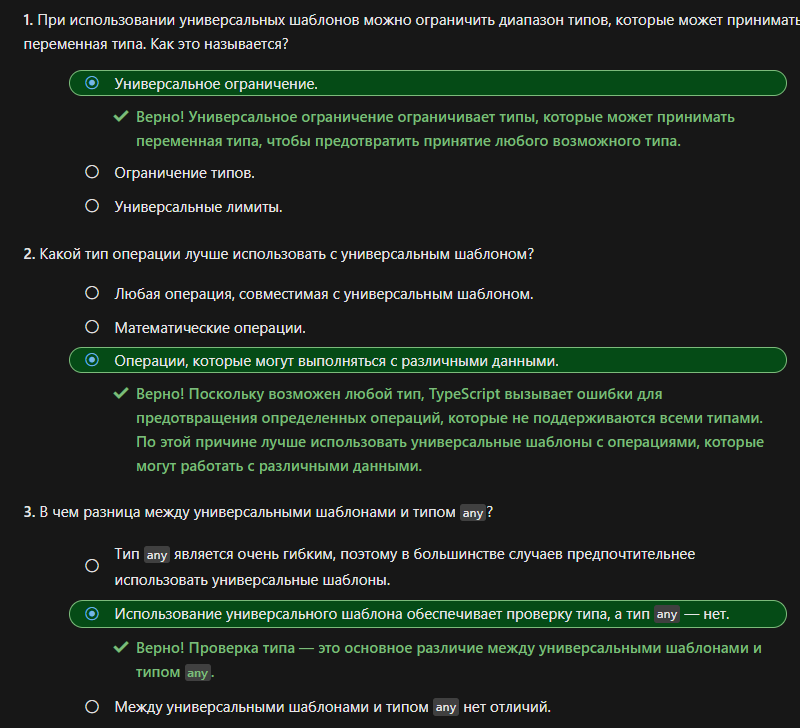 1. При использовании универсальных шаблонов можно ограничить диапазон типов, которые может принимать
переменная типа. Как это называется?
Универсальное ограничение.
Верно! Универсальное ограничение ограничивает типы, которые может принимать
переменная типа, чтобы предотвратить принятие любого возможного типа.
Ограничение типов.
Универсальные лимиты.
2. Какой тип операции лучше использовать с универсальным шаблоном?
Любая операция, совместимая с универсальным шаблоном.
Математические операции.
Операции, которые могут выполняться с различными данными.
Верно! Поскольку возможен любой тип, TypeScript вызывает ошибки для
предотвращения определенных операций, которые не поддерживаются всеми типами.
По этой причине лучше использовать универсальные шаблоны с операциями, которые
могут работать с различными данными.
3. В чем разница между универсальными шаблонами и типом any?
Тип any является очень гибким, поэтому в большинстве случаев предпочтительнее
использовать универсальные шаблоны.
Использование универсального шаблона обеспечивает проверку типа, а тип any — нет.
Верно! Проверка типа — это основное различие между универсальными шаблонами и
типом any.
Между универсальными шаблонами и типом any нет отличий.